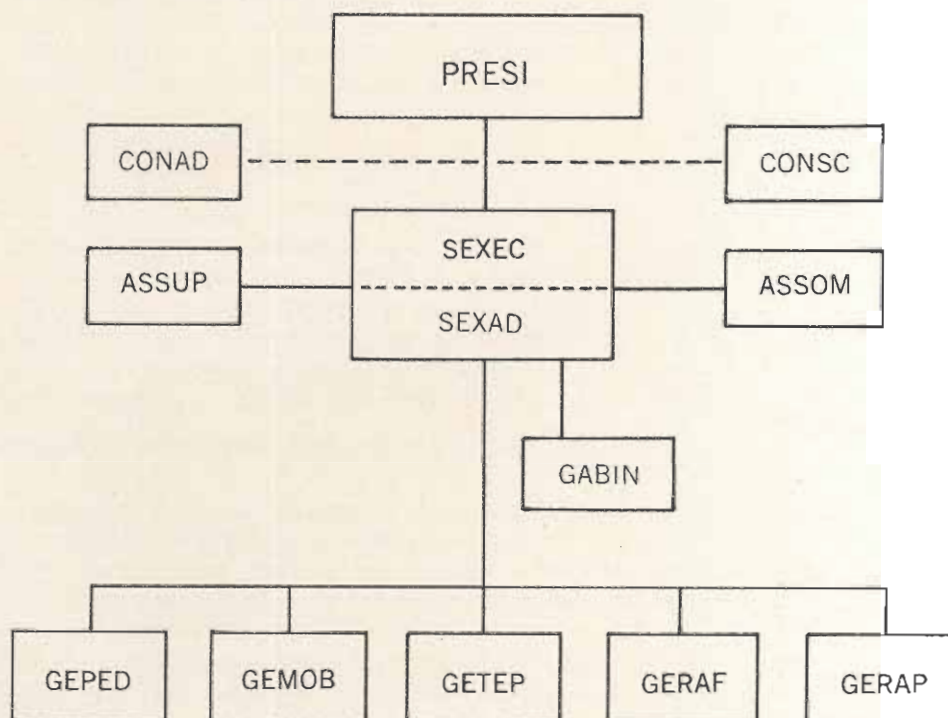 PRESI
CONAD
CONSC
SEXEC
ASSUP
ASSOM
SEXAD
GABIN
GEPED
GEMOB
GETEP
GERAF
GERAP